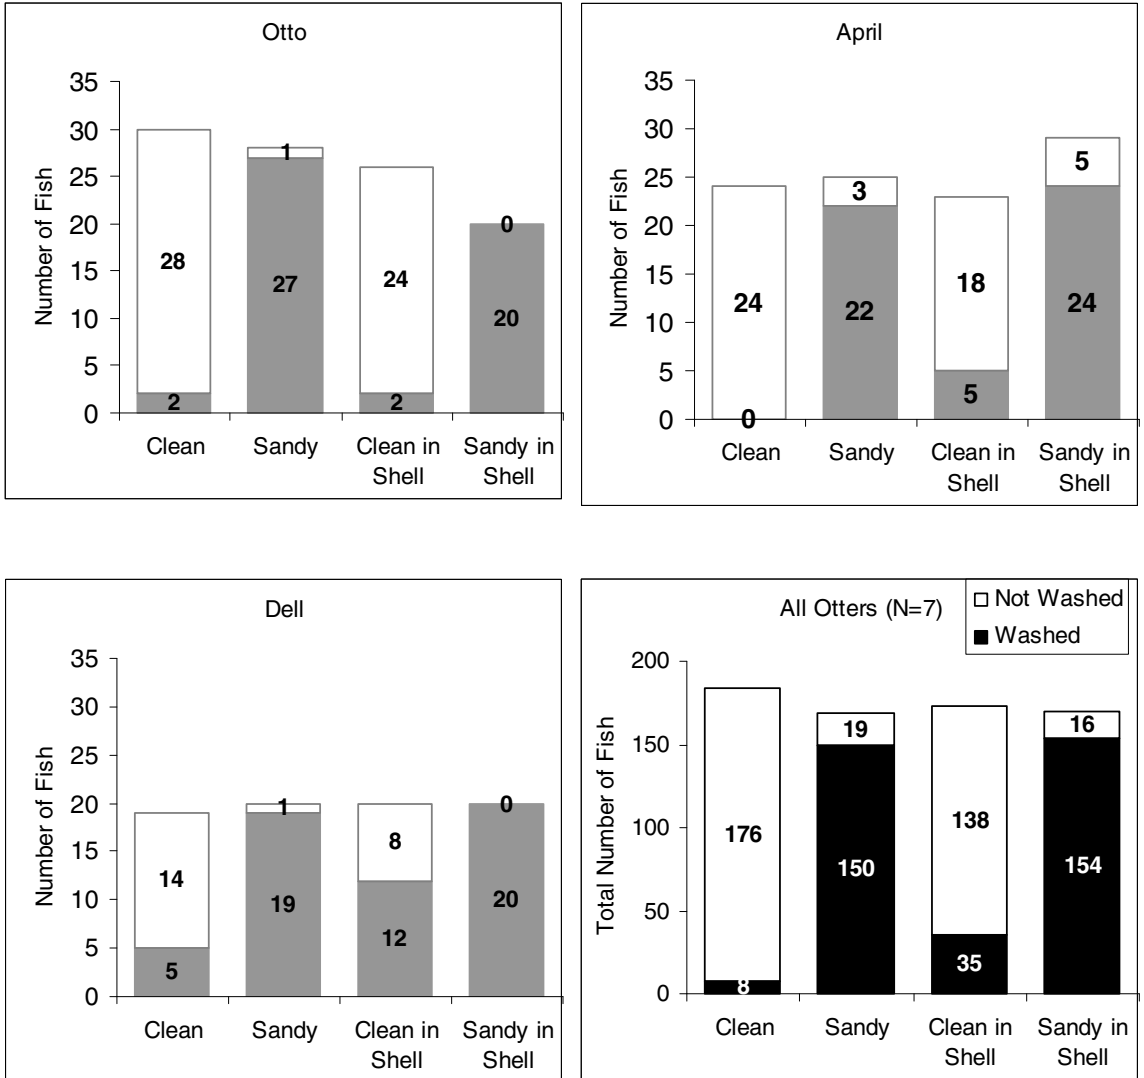 Otto
Number of Fish
35
30
25
20
15
10
5
0
28
2
1
27
24
2
0
20
Clean
Sandy
Clean in
Shell
Sandy in
Shell
April
Number of Fish
35
30
25
20
15
10
5
0
24
0
3
22
18
5
5
24
Clean
Sandy
Clean in
Shell
Sandy in
Shell
Dell
Number of Fish
35
30
25
20
15
10
5
0
14
5
1
19
8
12
0
20
Clean
Sandy
Clean in
Shell
Sandy in
Shell
All Otters (N=7)
Not Washed
Washed
Total Number of Fish
200
150
100
50
0
176
8
19
150
138
35
16
154
Clean
Sandy
Clean in
Shell
Sandy in
Shell